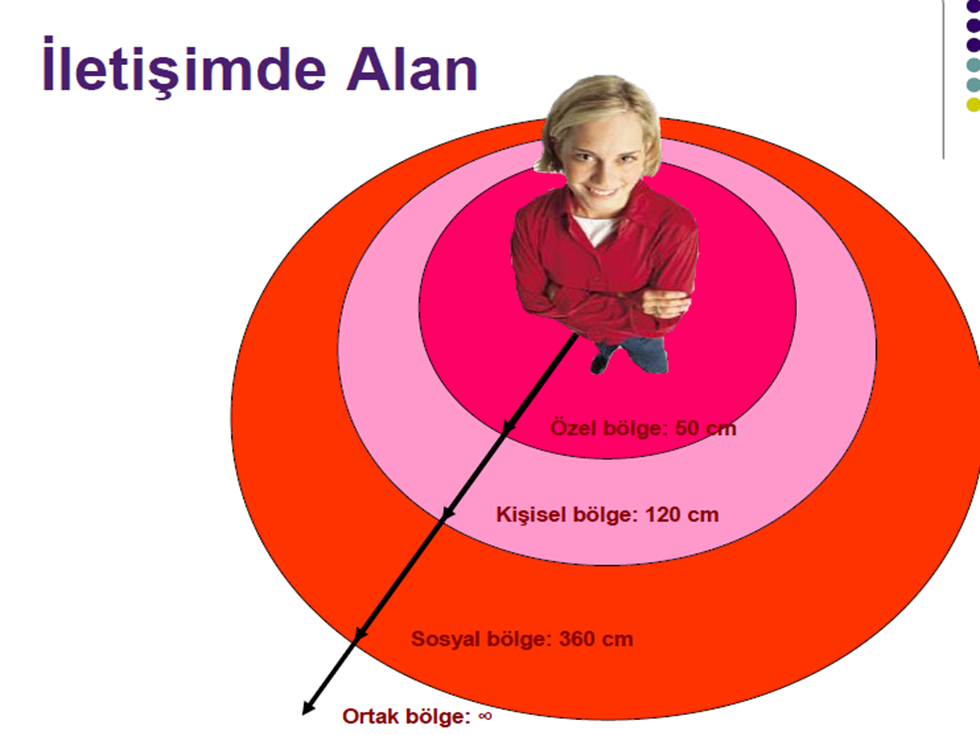 İletişimde Alan
Özel bölge: 50 cm
Kişisel bölge: 120 cm
Sosyal bölge: 360 cm
Ortak bölge: ∞